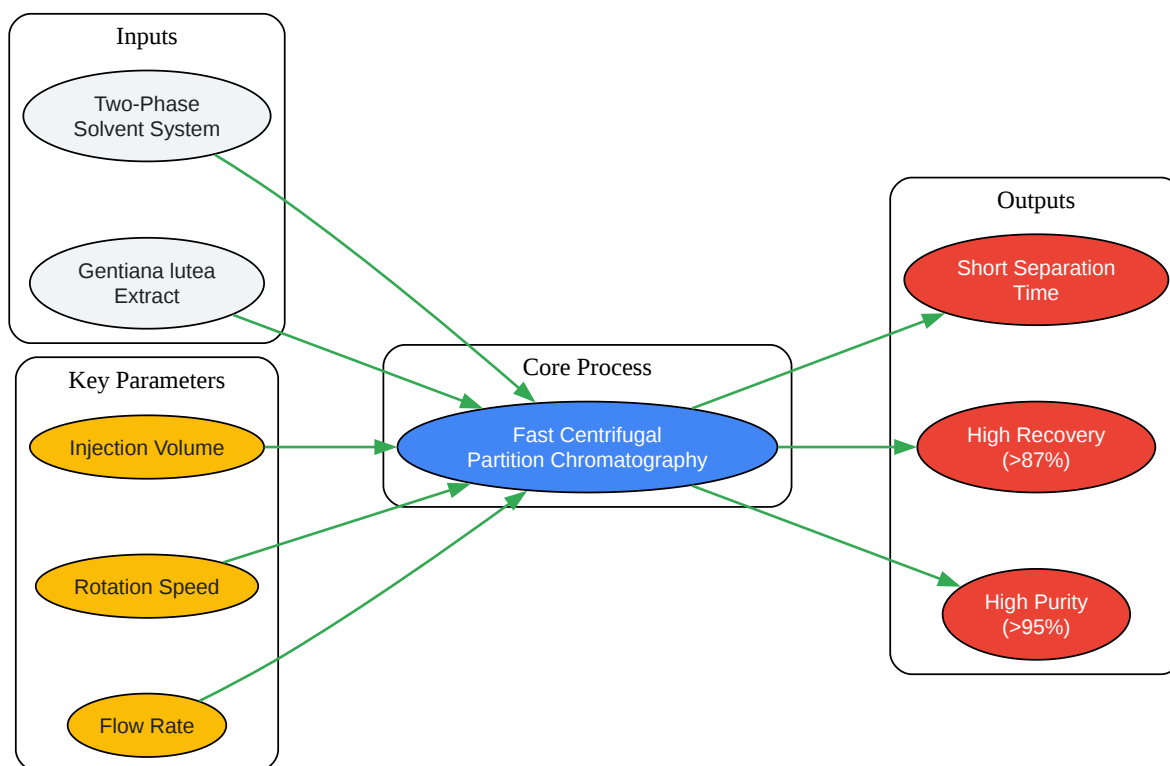 Inputs
Two-Phase
Solvent System
Gentiana lutea
Extract
Key Parameters
Injection Volume
Rotation Speed
Flow Rate
Core Process
Fast Centrifugal
Partition Chromatography
Outputs
Short Separation
Time
High Recovery
(>87%)
High Purity
(>95%)